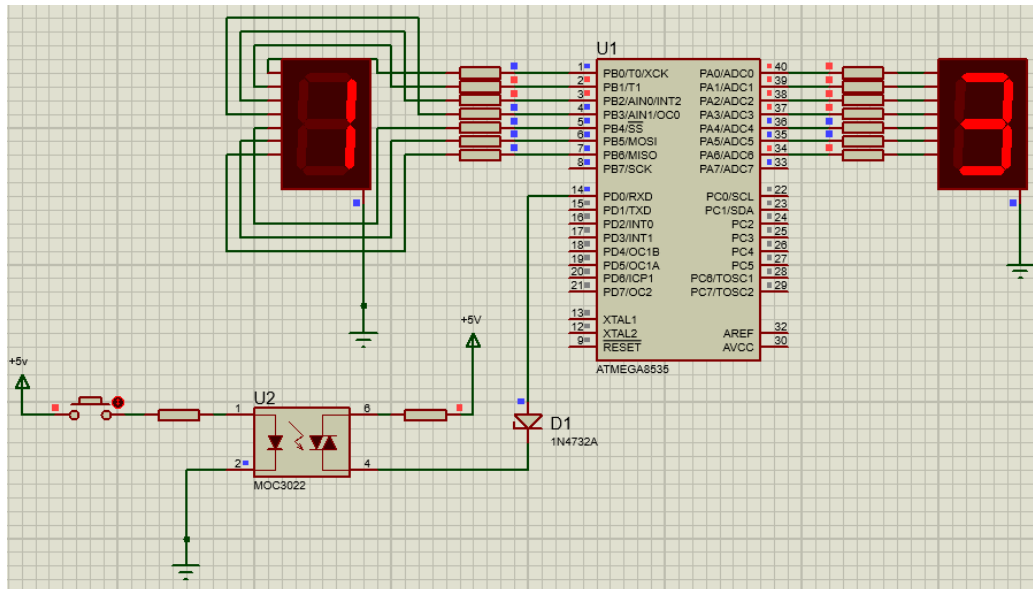 U1
1 PB0/T0/XCK PA0/ADC0 40
2 PB1/T1 PA1/ADC1 39
3 PB2/AIN0/INT2 PA2/ADC2 38
4 PB3/AIN1/OC0 PA3/ADC3 37
5 PB4/SS PA4/ADC4 36
6 PB5/MOSI PA5/ADC5 35
7 PB6/MISO PA6/ADC6 34
8 PB7/SCK PA7/ADC7 33
14 PD0/RXD PC0/SCL 22
15 PD1/TXD PC1/SDA 23
16 PD2/INT0 PC2 24
17 PD3/INT1 PC3 25
18 PD4/OC1B PC4 26
19 PD5/OC1A PC5 27
20 PD6/ICP1 PC6/TOSC1 28
21 PD7/OC2 PC7/TOSC2 29
13 XTAL1
12 XTAL2 AREF 32
9 RESET AVCC 30
ATMEGA8535
1
3
+5v
+5V
U2
1 6
2 4
MOC3022
D1
1N4732A